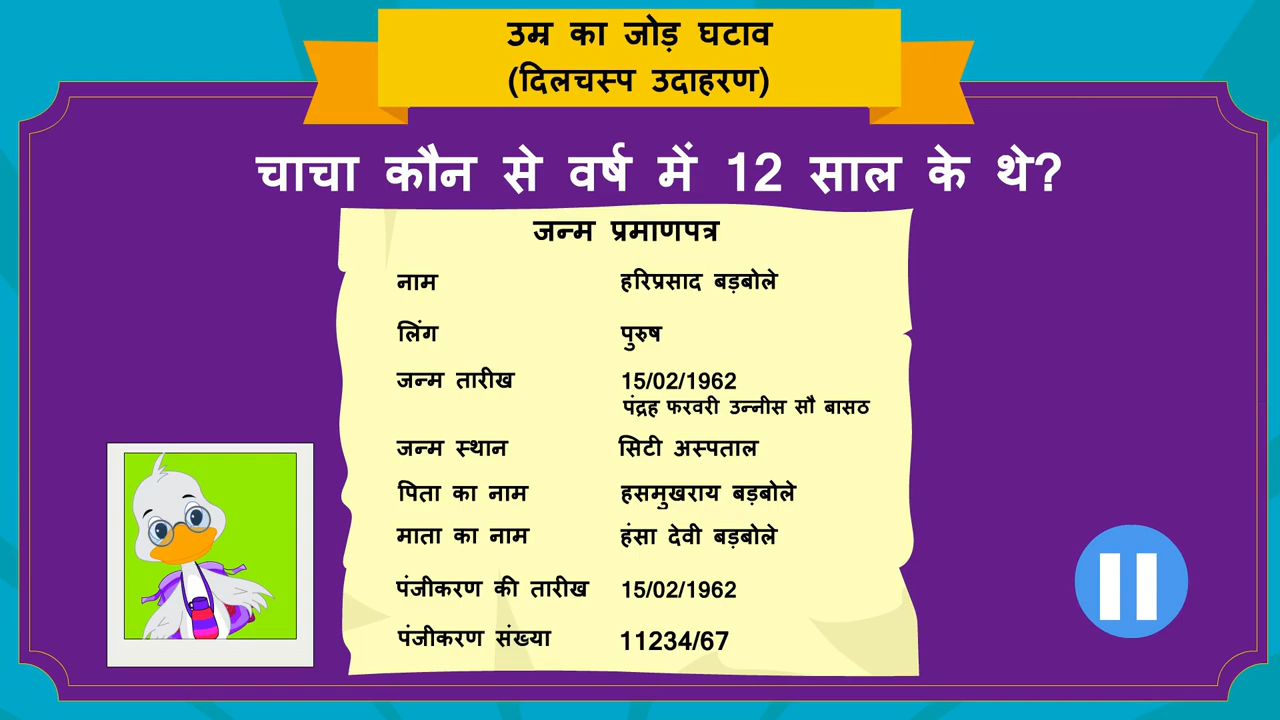 उम्र का जोड़ घटाव
(दिलचस्प उदाहरण)
चाचा कौन से वर्ष में 12 साल के थे?
जन्म प्रमाणपत्र
नाम हरिप्रसाद बड़बोले
लिंग पुरुष
जन्म तारीख 15/02/1962
पंद्रह फरवरी उन्नीस सौ बासठ
जन्म स्थान सिटी अस्पताल
पिता का नाम हसमुखराय बड़बोले
माता का नाम हंसा देवी बड़बोले
पंजीकरण की तारीख 15/02/1962
पंजीकरण संख्या 11234/67